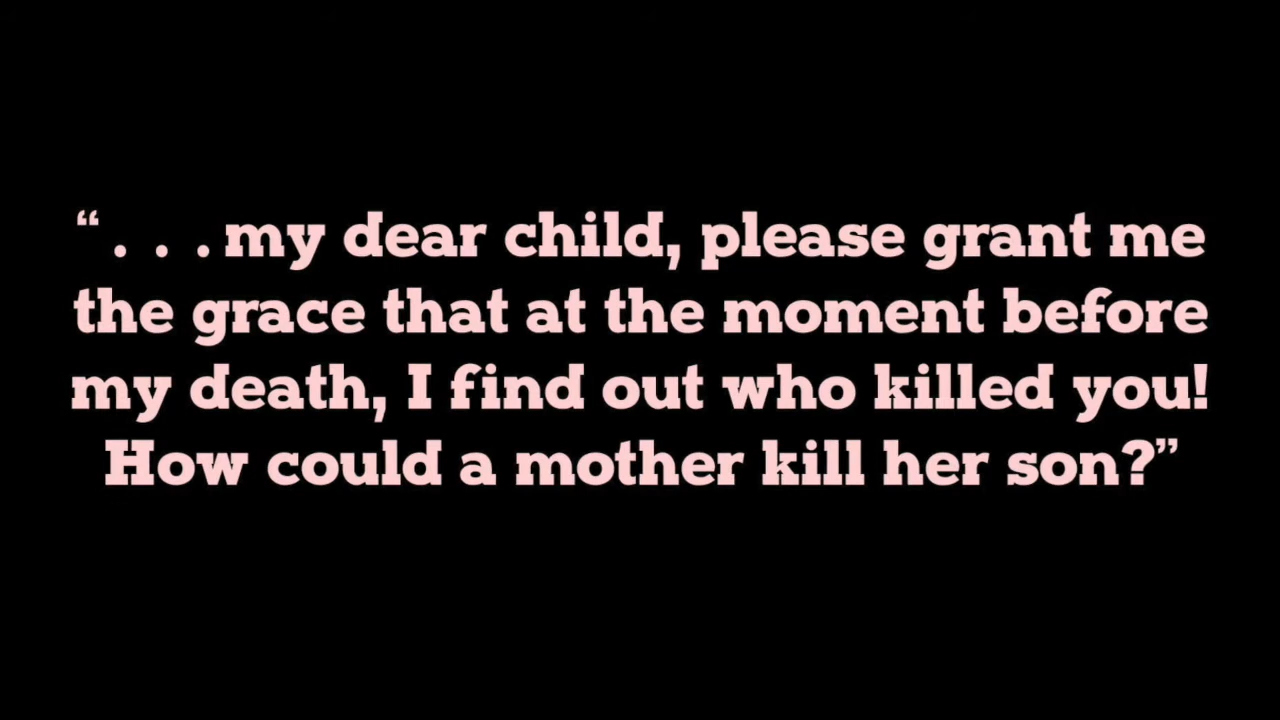 “. . . my dear child, please grant me
the grace that at the moment before
my death, I find out who killed you!
How could a mother kill her son?”